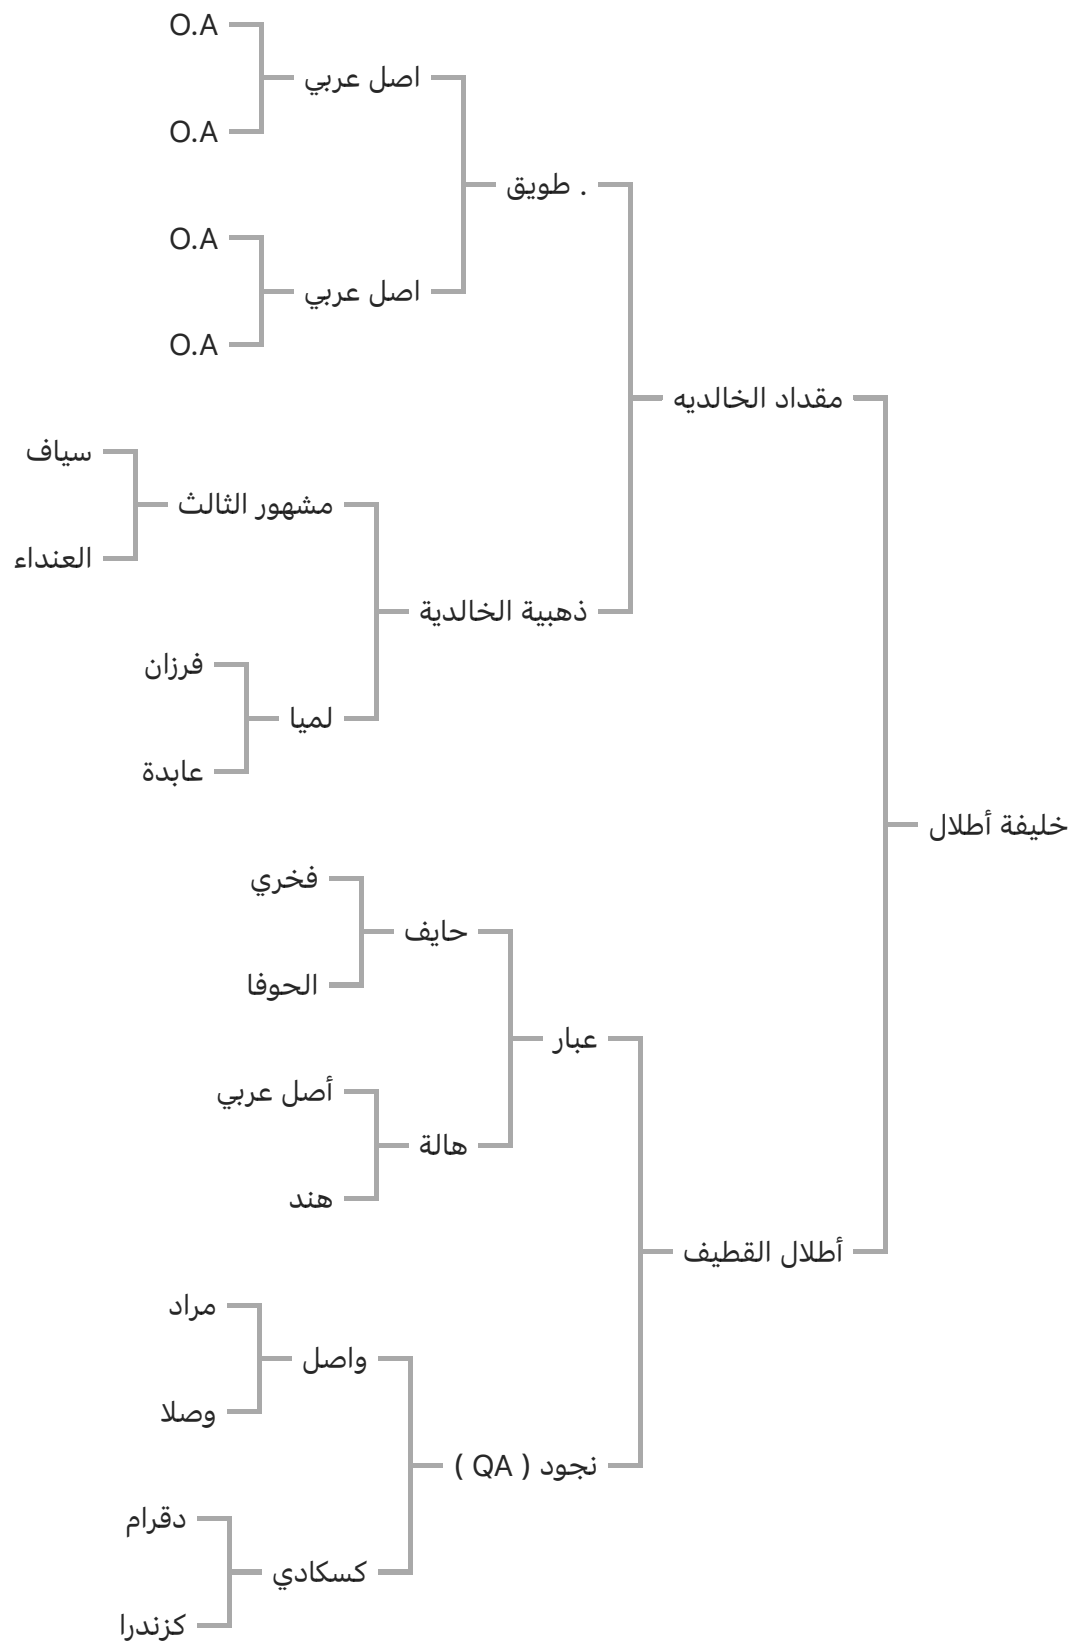 O.A
اصل عربي
O.A
. طويق
O.A
اصل عربي
O.A
مقداد الخالديه
سياف
مشهور الثالث
العنداء
ذهبية الخالدية
فرزان
لميا
عابدة
خليفة أطلال
فخري
حايف
الحوفا
عبار
أصل عربي
هالة
هند
أطلال القطيف
مراد
واصل
وصلا
نجود ( QA )
دقرام
كسكادي
كزندرا